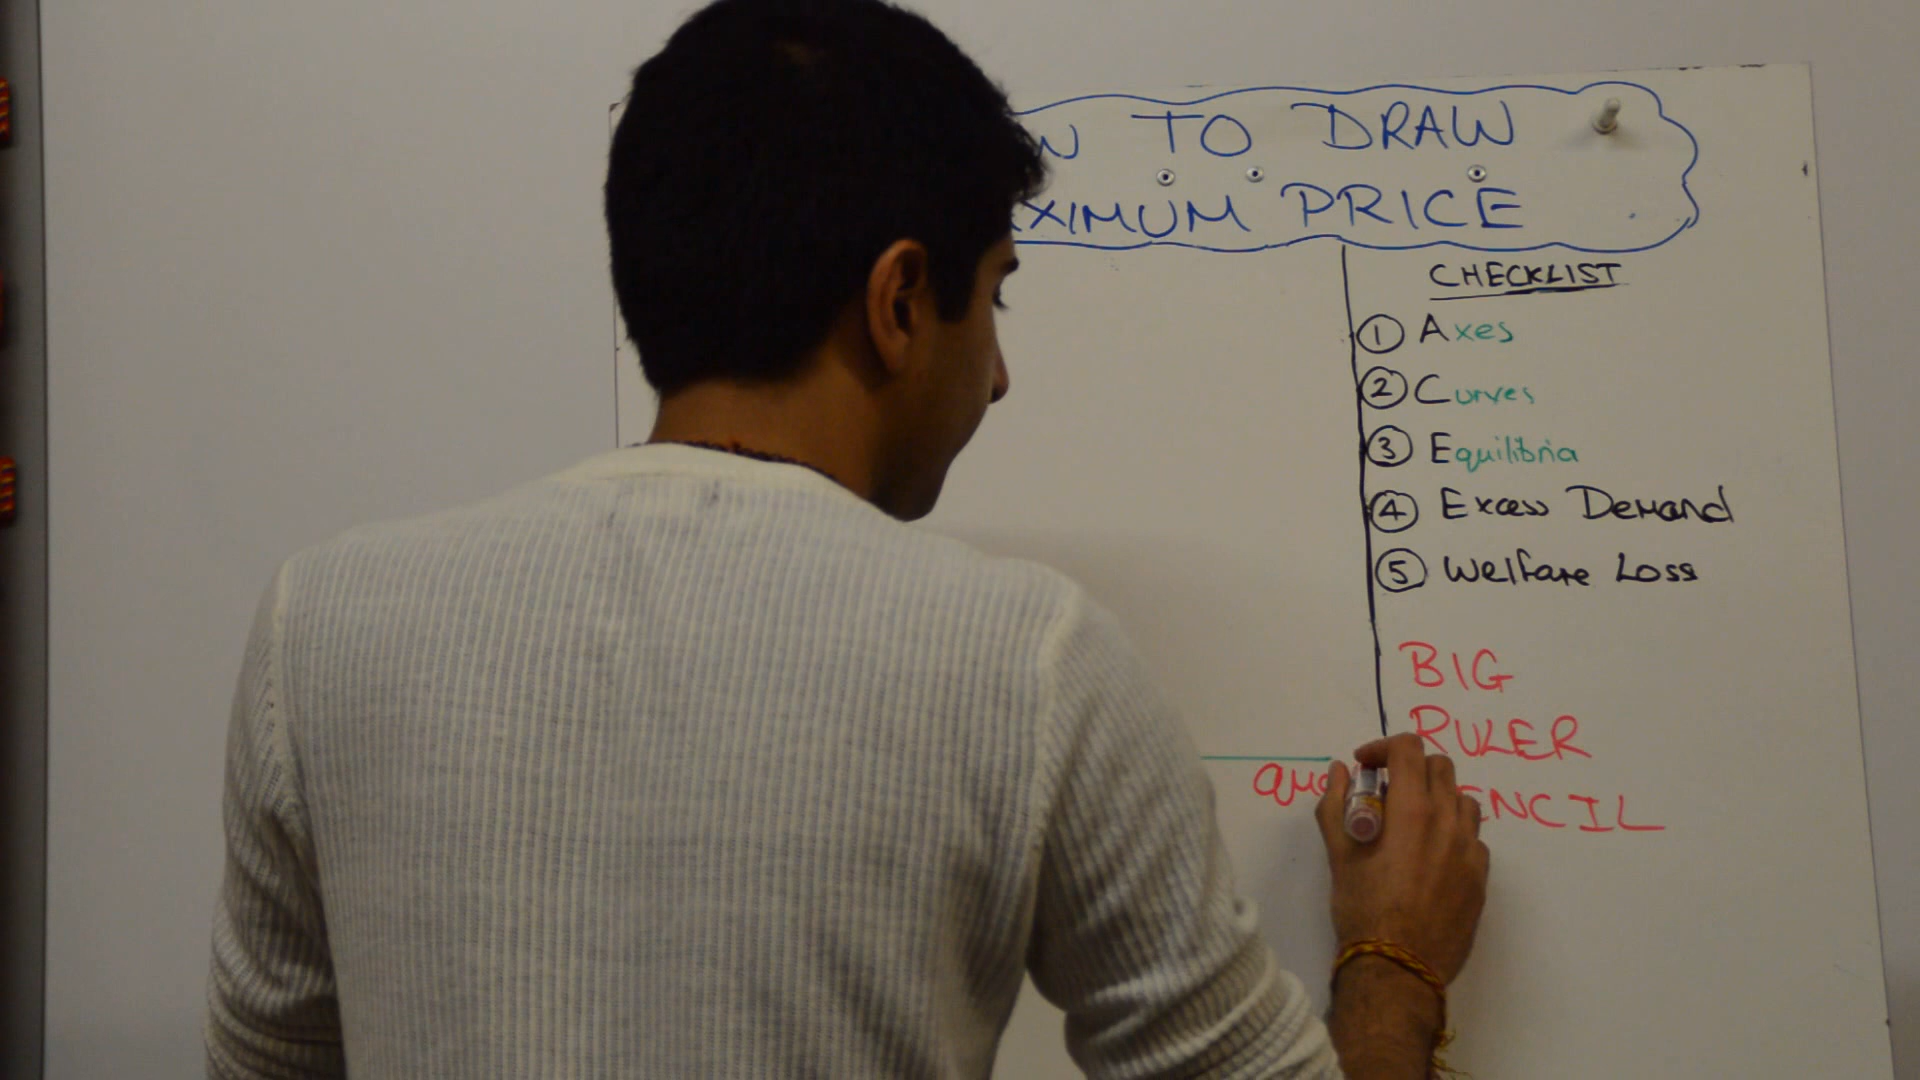 TO DRAW
XIMUM PRICE
CHECKLIST
1 Axes
2 Curves
3 Equilibria
4 Excess Demand
5 Welfare Loss
BIG
RULER
ENCIL
qua